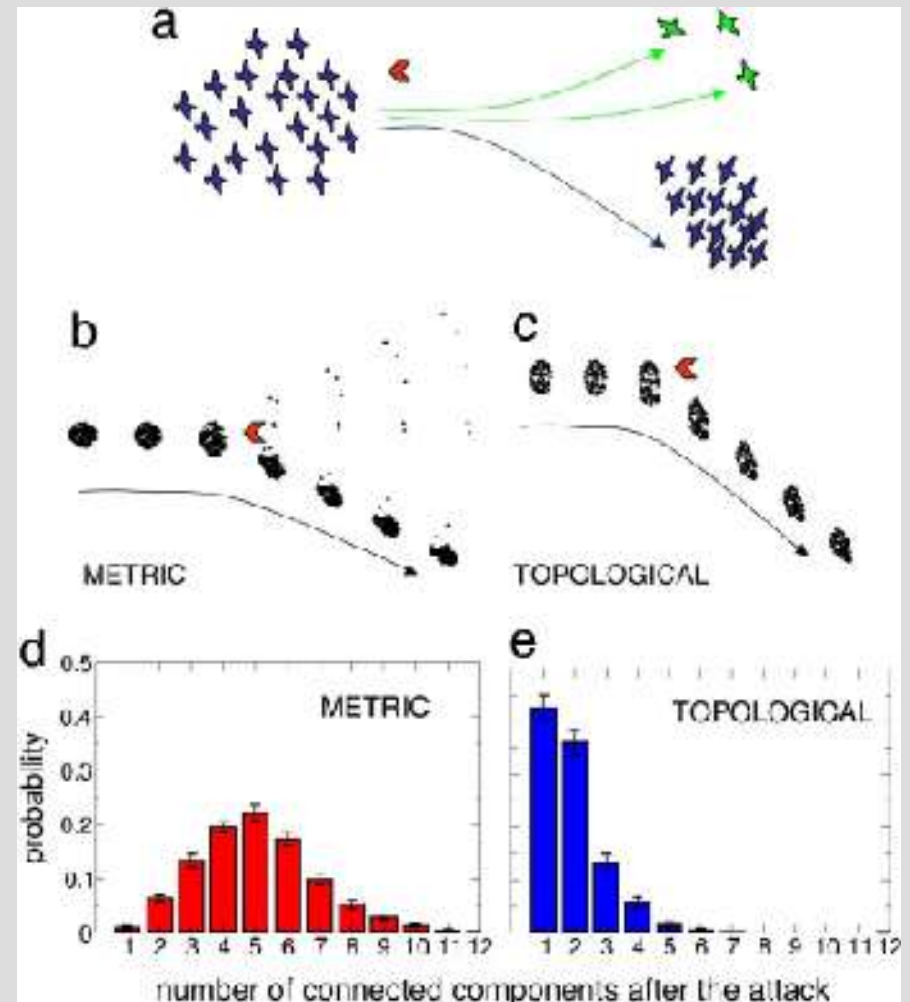 a
b
c
METRIC
TOPOLOGICAL
d
e
0.5
0.4
0.3
0.2
0.1
0
probability
METRIC
TOPOLOGICAL
1 2 3 4 5 6 7 8 9 10 11 12
1 2 3 4 5 6 7 8 9 10 11 12
number of connected components after the attack